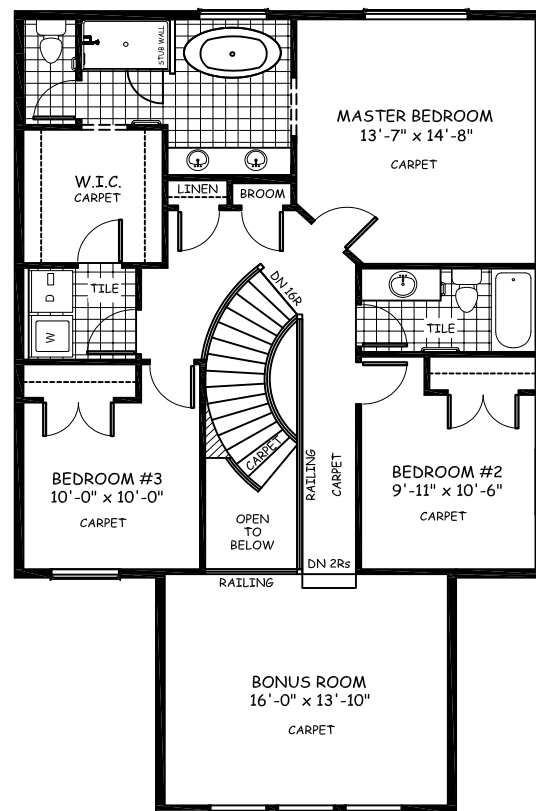 STUB WALL
MASTER BEDROOM
13'-7" x 14'-8"
CARPET
W.I.C.
CARPET
LINEN
BROOM
DN 16R
D
TILE
W
TILE
CARPET
RAILING
CARPET
BEDROOM #3
10'-0" x 10'-0"
CARPET
BEDROOM #2
9'-11" x 10'-6"
CARPET
OPEN
TO
BELOW
DN 2Rs
RAILING
BONUS ROOM
16'-0" x 13'-10"
CARPET